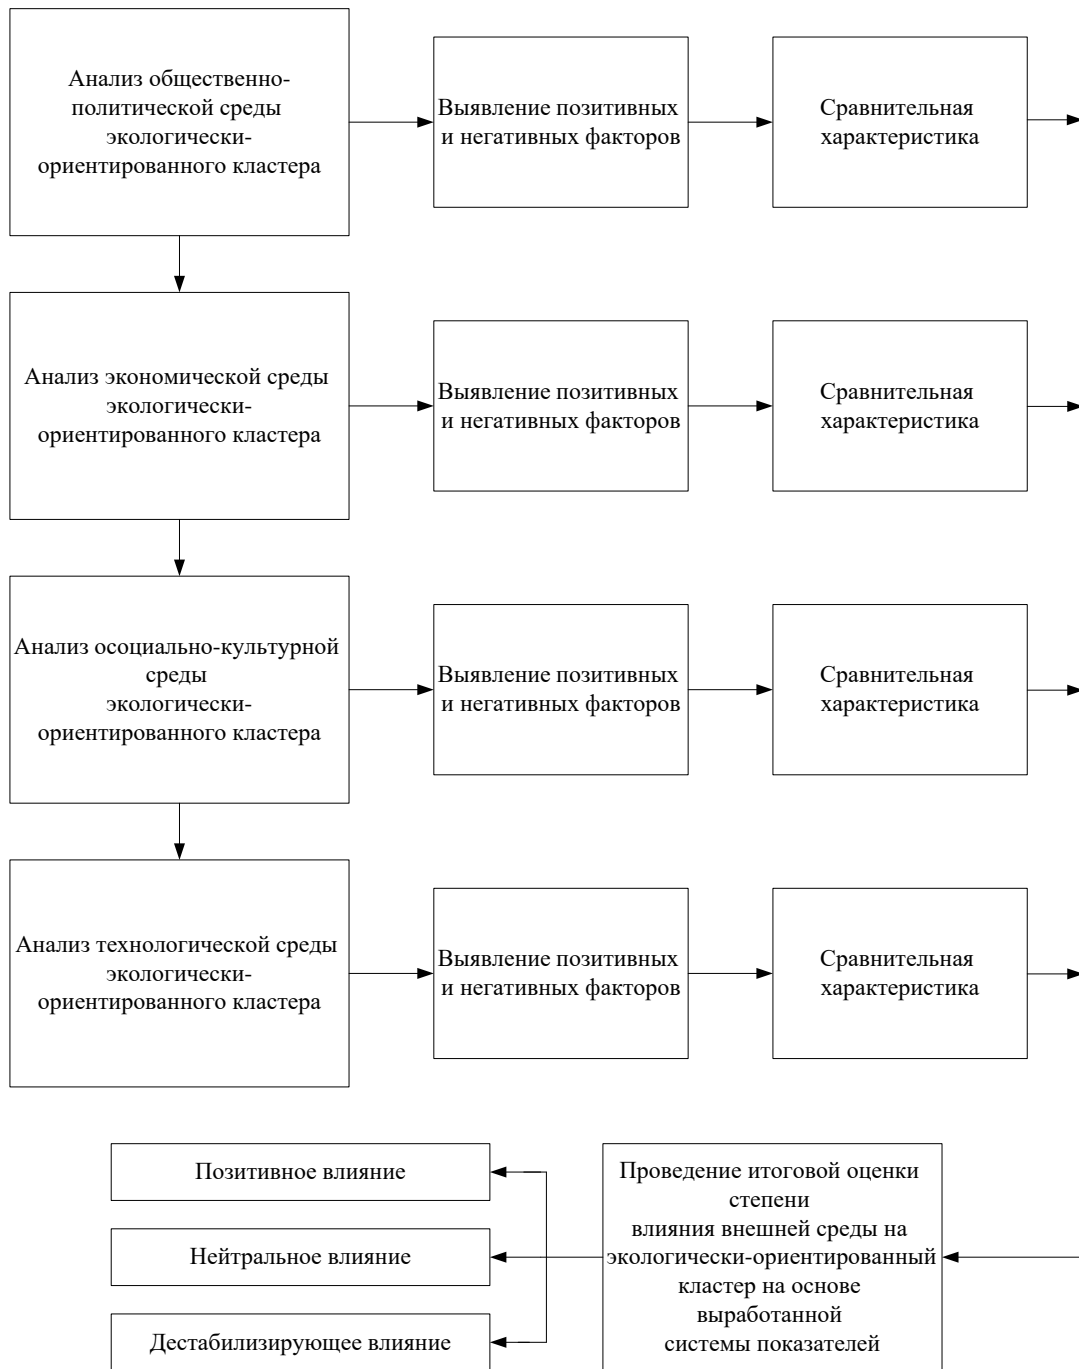 Анализ общественно-
политической среды
экологически-
ориентированного кластера
Выявление позитивных
и негативных факторов
Сравнительная
характеристика
Анализ экономической среды
экологически-
ориентированного кластера
Выявление позитивных
и негативных факторов
Сравнительная
характеристика
Анализ осоциально-культурной
среды
экологически-
ориентированного кластера
Выявление позитивных
и негативных факторов
Сравнительная
характеристика
Анализ технологической среды
экологически-
ориентированного кластера
Выявление позитивных
и негативных факторов
Сравнительная
характеристика
Позитивное влияние
Нейтральное влияние
Дестабилизирующее влияние
Проведение итоговой оценки
степени
влияния внешней среды на
экологически-ориентированный
кластер на основе
выработанной
системы показателей